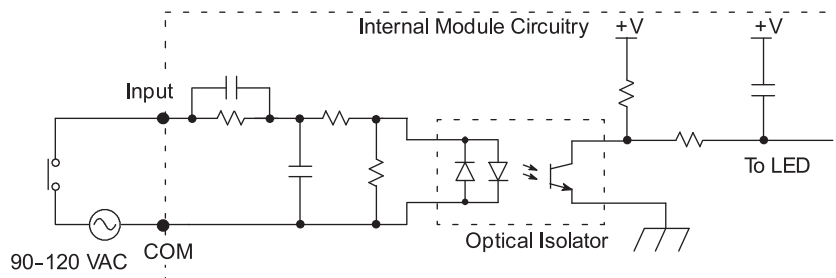 Internal Module Circuitry
+V
+V
Input
To LED
Optical Isolator
COM
90–120 VAC